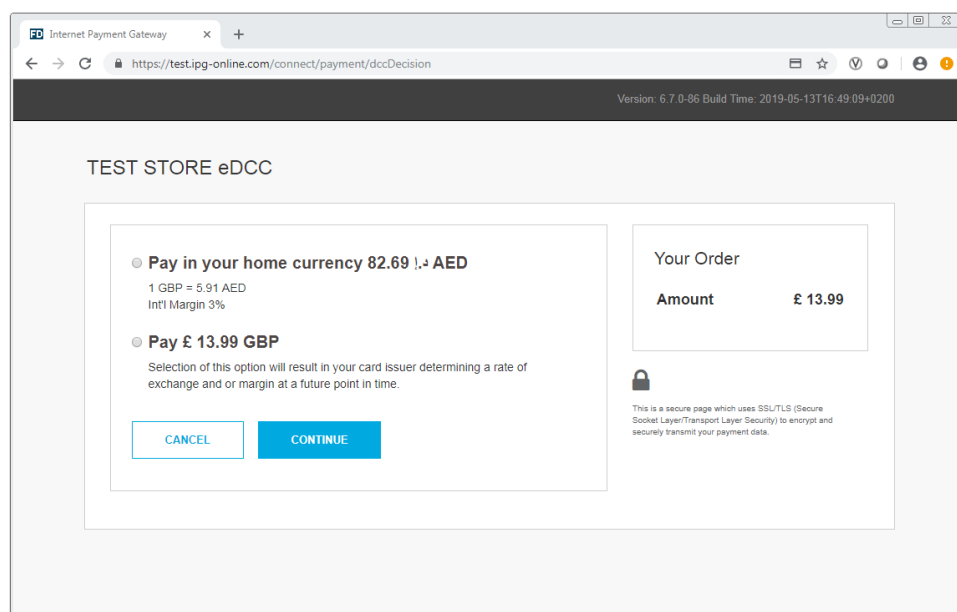 FD Internet Payment Gateway
https://test.ipg-online.com/connect/payment/dccDecision
Version: 6.7.0-86 Build Time: 2019-05-13T16:49:09+0200
TEST STORE eDCC
Pay in your home currency 82.69 د.إ AED
1 GBP = 5.91 AED
Int'l Margin 3%
Pay £ 13.99 GBP
Selection of this option will result in your card issuer determining a rate of
exchange and or margin at a future point in time.
CANCEL
CONTINUE
Your Order
Amount £ 13.99
This is a secure page which uses SSL/TLS (Secure
Socket Layer/Transport Layer Security) to encrypt and
securely transmit your payment data.